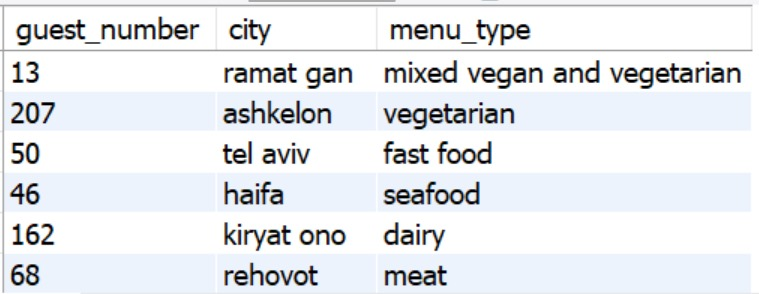 guest_number city menu_type
13 ramat gan mixed vegan and vegetarian
207 ashkelon vegetarian
50 tel aviv fast food
46 haifa seafood
162 kiryat ono dairy
68 rehovot meat